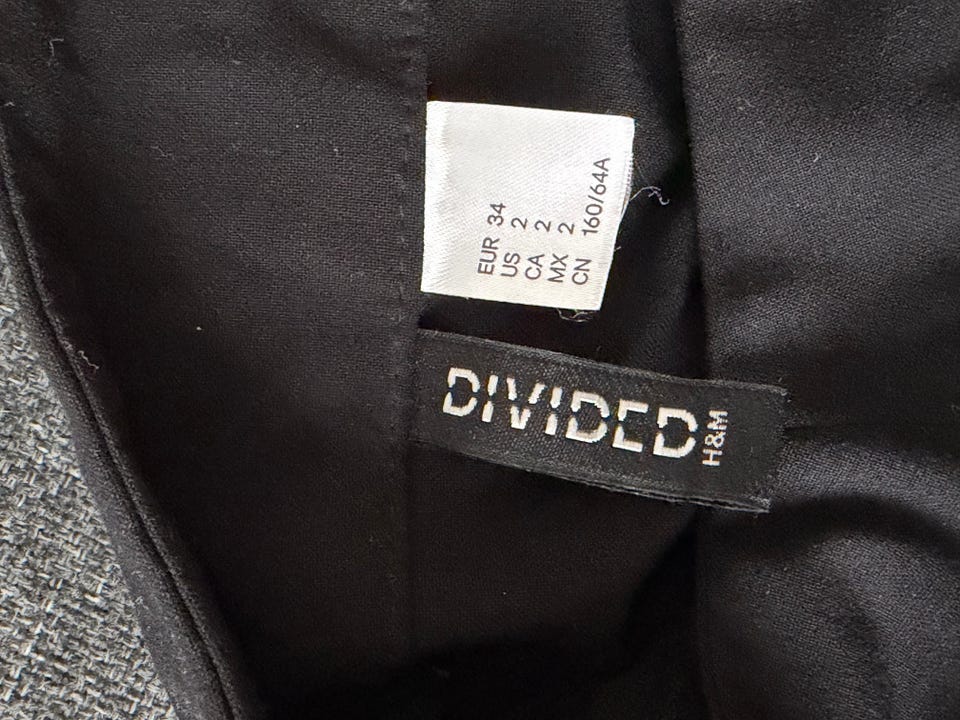 EUR 34
US 2
CA 2
MX 2
CN 160/64A
DIVIDED
H&M